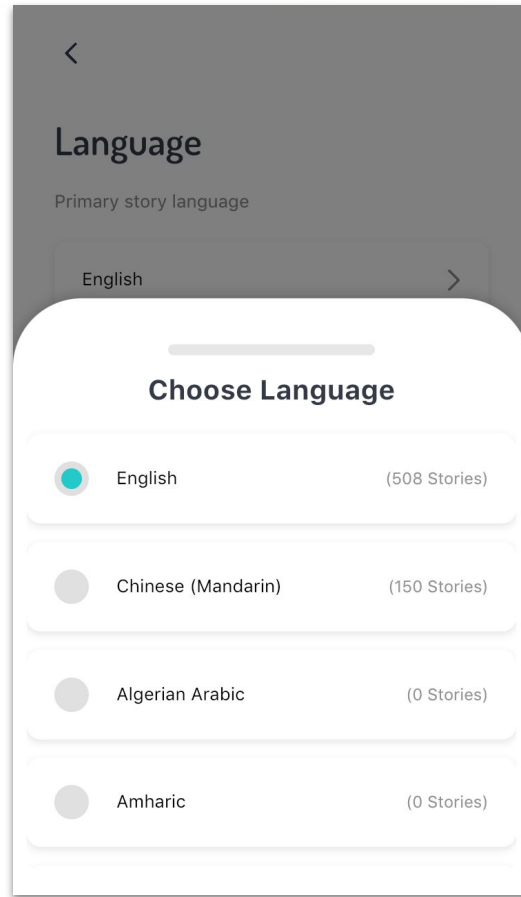 Language
Primary story language
English
Choose Language
English (508 Stories)
Chinese (Mandarin) (150 Stories)
Algerian Arabic (0 Stories)
Amharic (0 Stories)